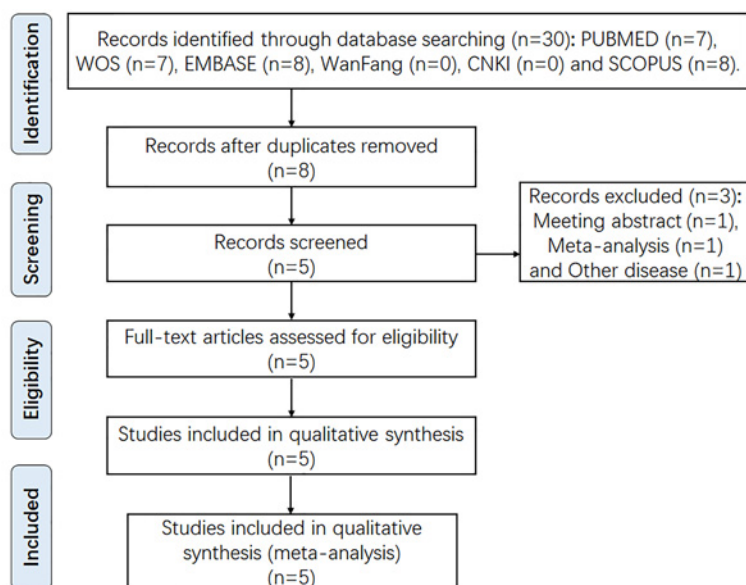 Identification
Records identified through database searching (n=30): PUBMED (n=7),
WOS (n=7), EMBASE (n=8), WanFang (n=0), CNKI (n=0) and SCOPUS (n=8).
Records after duplicates removed
(n=8)
Screening
Records screened
(n=5)
Records excluded (n=3):
Meeting abstract (n=1),
Meta-analysis (n=1)
and Other disease (n=1)
Eligibility
Full-text articles assessed for eligibility
(n=5)
Studies included in qualitative synthesis
(n=5)
Included
Studies included in qualitative
synthesis (meta-analysis)
(n=5)